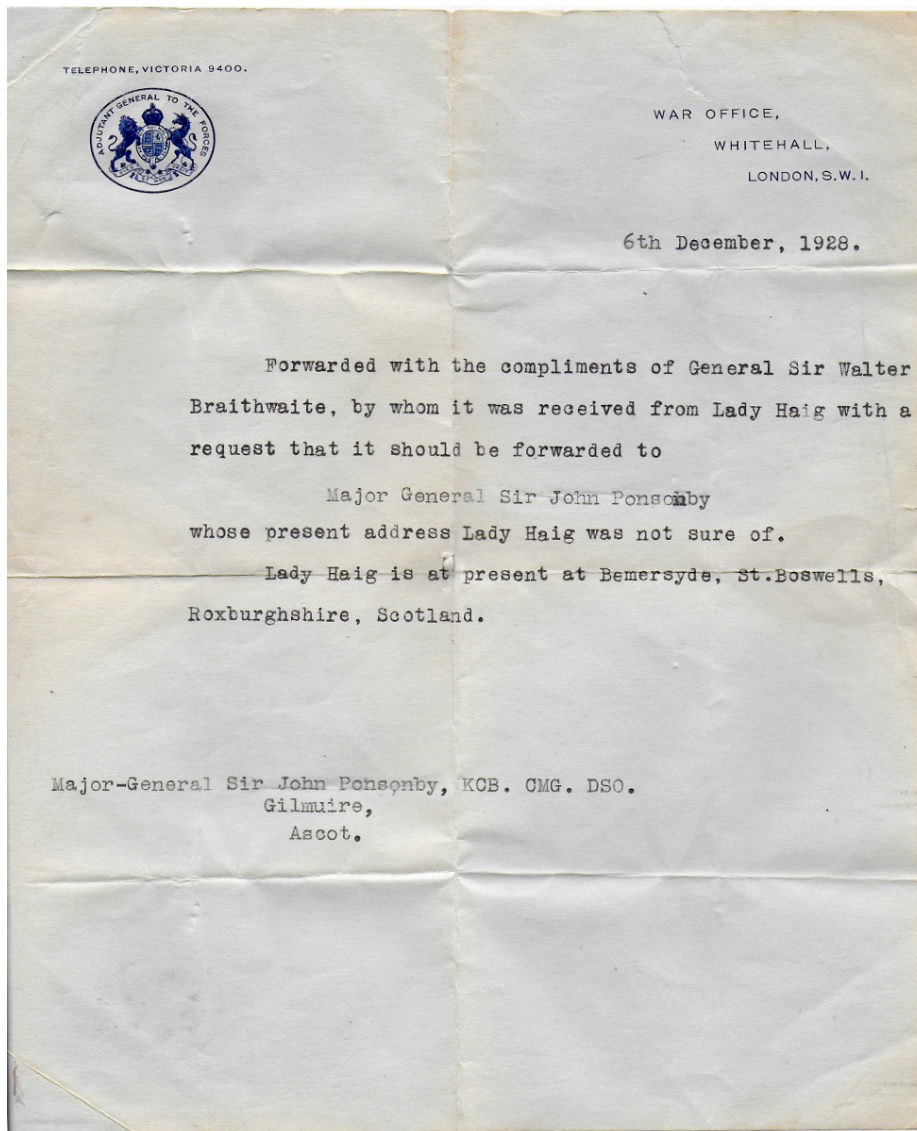 TELEPHONE, VICTORIA 9400.
ADJUTANT GENERAL TO THE FORCES
WAR OFFICE,
WHITEHALL,
LONDON, S.W.1.
6th December, 1928.
Forwarded with the compliments of General Sir Walter
Braithwaite, by whom it was received from Lady Haig with a
request that it should be forwarded to
Major General Sir John Ponsonby
whose present address Lady Haig was not sure of.
Lady Haig is at present at Bemersyde, St.Boswells,
Roxburghshire, Scotland.
Major-General Sir John Ponsonby, KCB. CMG. DSO.
Gilmuire,
Ascot.